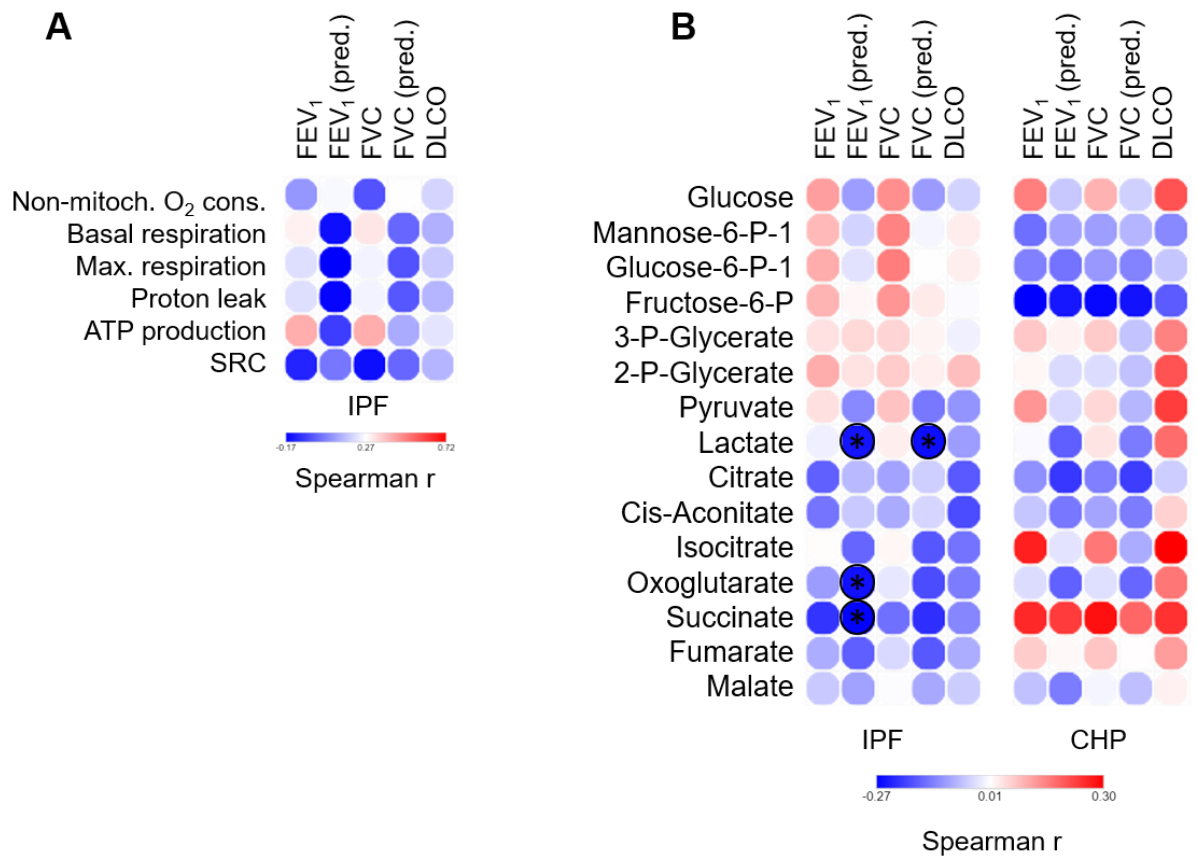 A
FEV₁
FEV₁ (pred.)
FVC
FVC (pred.)
DLCO
Non-mitoch. O₂ cons.
Basal respiration
Max. respiration
Proton leak
ATP production
SRC
IPF
-0.17 0.27 0.72
Spearman r
B
FEV₁
FEV₁ (pred.)
FVC
FVC (pred.)
DLCO
FEV₁
FEV₁ (pred.)
FVC
FVC (pred.)
DLCO
Glucose
Mannose-6-P-1
Glucose-6-P-1
Fructose-6-P
3-P-Glycerate
2-P-Glycerate
Pyruvate
Lactate * *
Citrate
Cis-Aconitate
Isocitrate
Oxoglutarate *
Succinate *
Fumarate
Malate
IPF CHP
-0.27 0.01 0.30
Spearman r